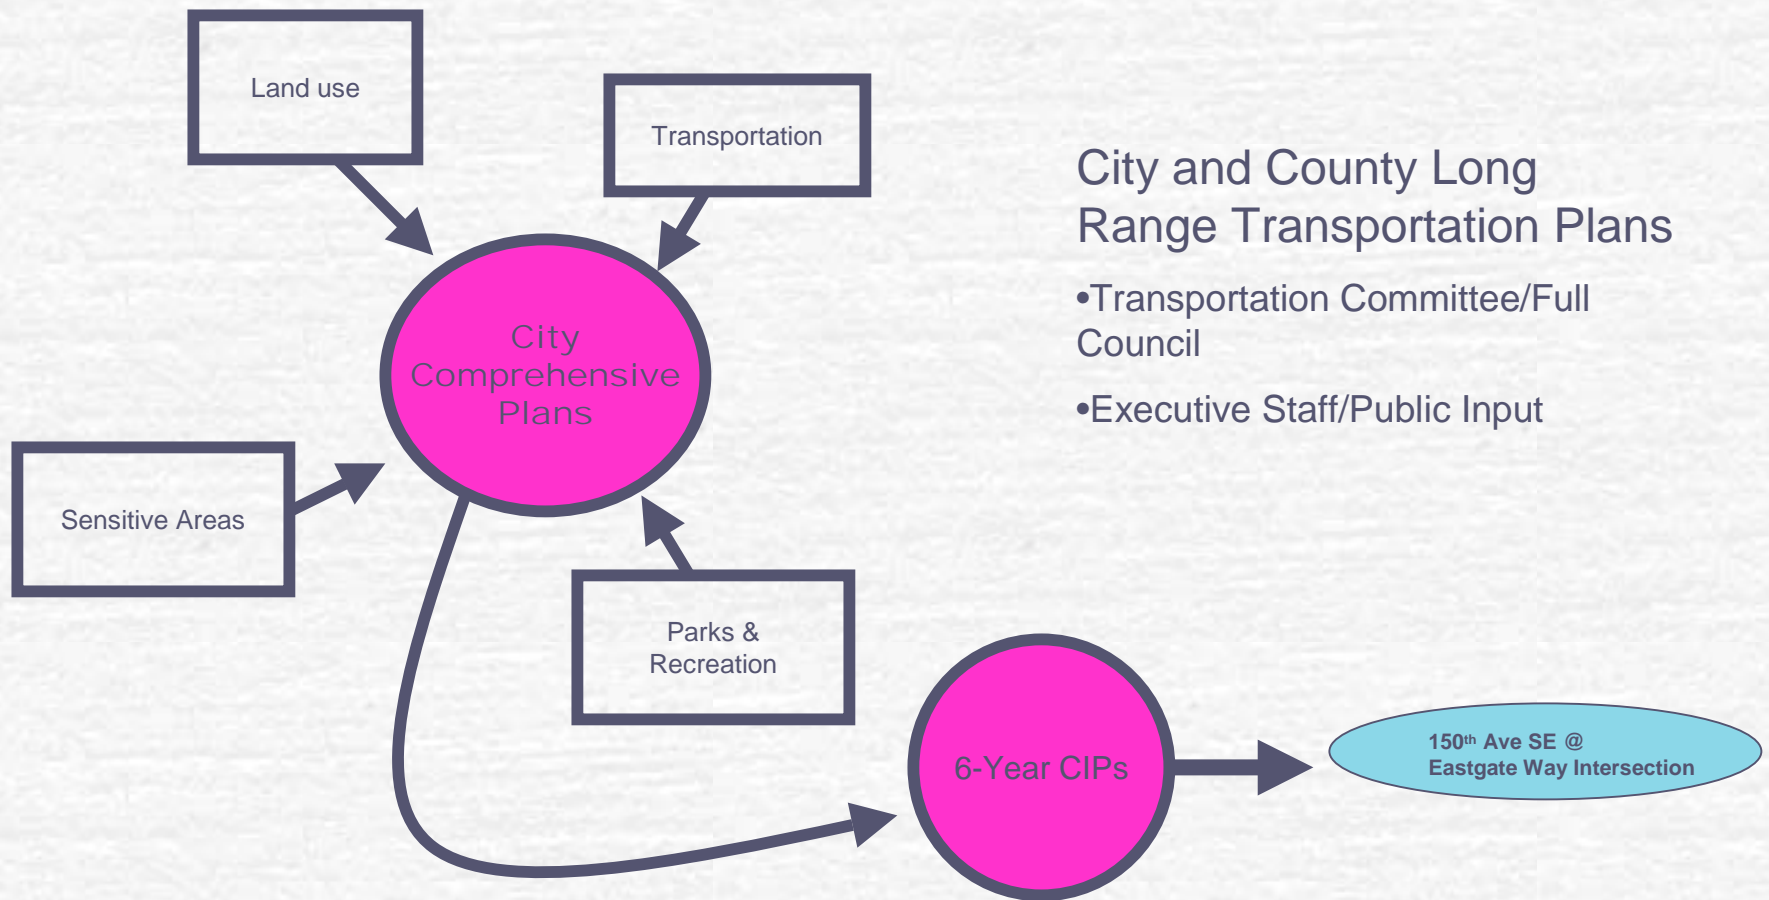 Land use
Transportation
City and County Long
Range Transportation Plans
•Transportation Committee/Full
Council
•Executive Staff/Public Input
City
Comprehensive
Plans
Sensitive Areas
Parks &
Recreation
6-Year CIPs
150th Ave SE @
Eastgate Way Intersection